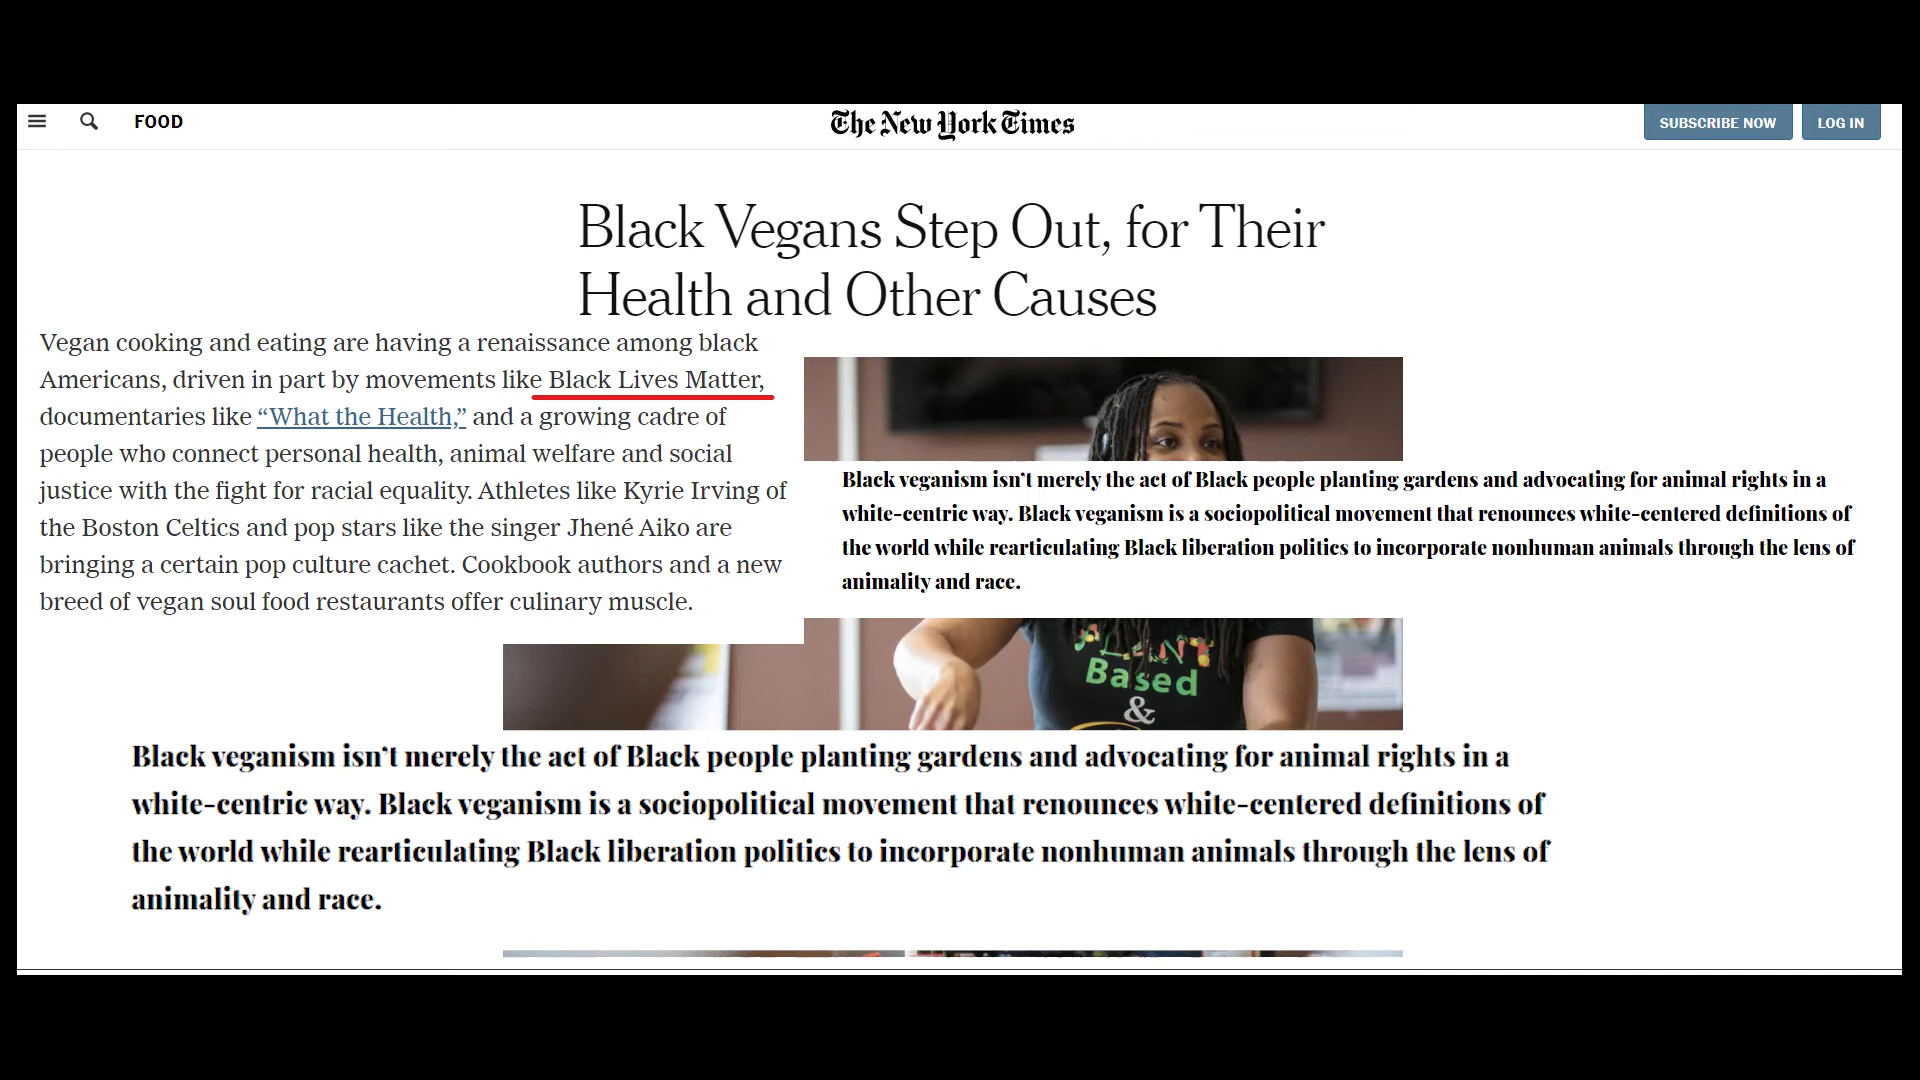 FOOD
The New York Times
SUBSCRIBE NOW
LOG IN
Black Vegans Step Out, for Their
Health and Other Causes
Vegan cooking and eating are having a renaissance among black
Americans, driven in part by movements like Black Lives Matter,
documentaries like “What the Health,” and a growing cadre of
people who connect personal health, animal welfare and social
justice with the fight for racial equality. Athletes like Kyrie Irving of
the Boston Celtics and pop stars like the singer Jhené Aiko are
bringing a certain pop culture cachet. Cookbook authors and a new
breed of vegan soul food restaurants offer culinary muscle.
Black veganism isn’t merely the act of Black people planting gardens and advocating for animal rights in a
white-centric way. Black veganism is a sociopolitical movement that renounces white-centered definitions of
the world while rearticulating Black liberation politics to incorporate nonhuman animals through the lens of
animality and race.
PLANT
Based
&
Black veganism isn’t merely the act of Black people planting gardens and advocating for animal rights in a
white-centric way. Black veganism is a sociopolitical movement that renounces white-centered definitions of
the world while rearticulating Black liberation politics to incorporate nonhuman animals through the lens of
animality and race.